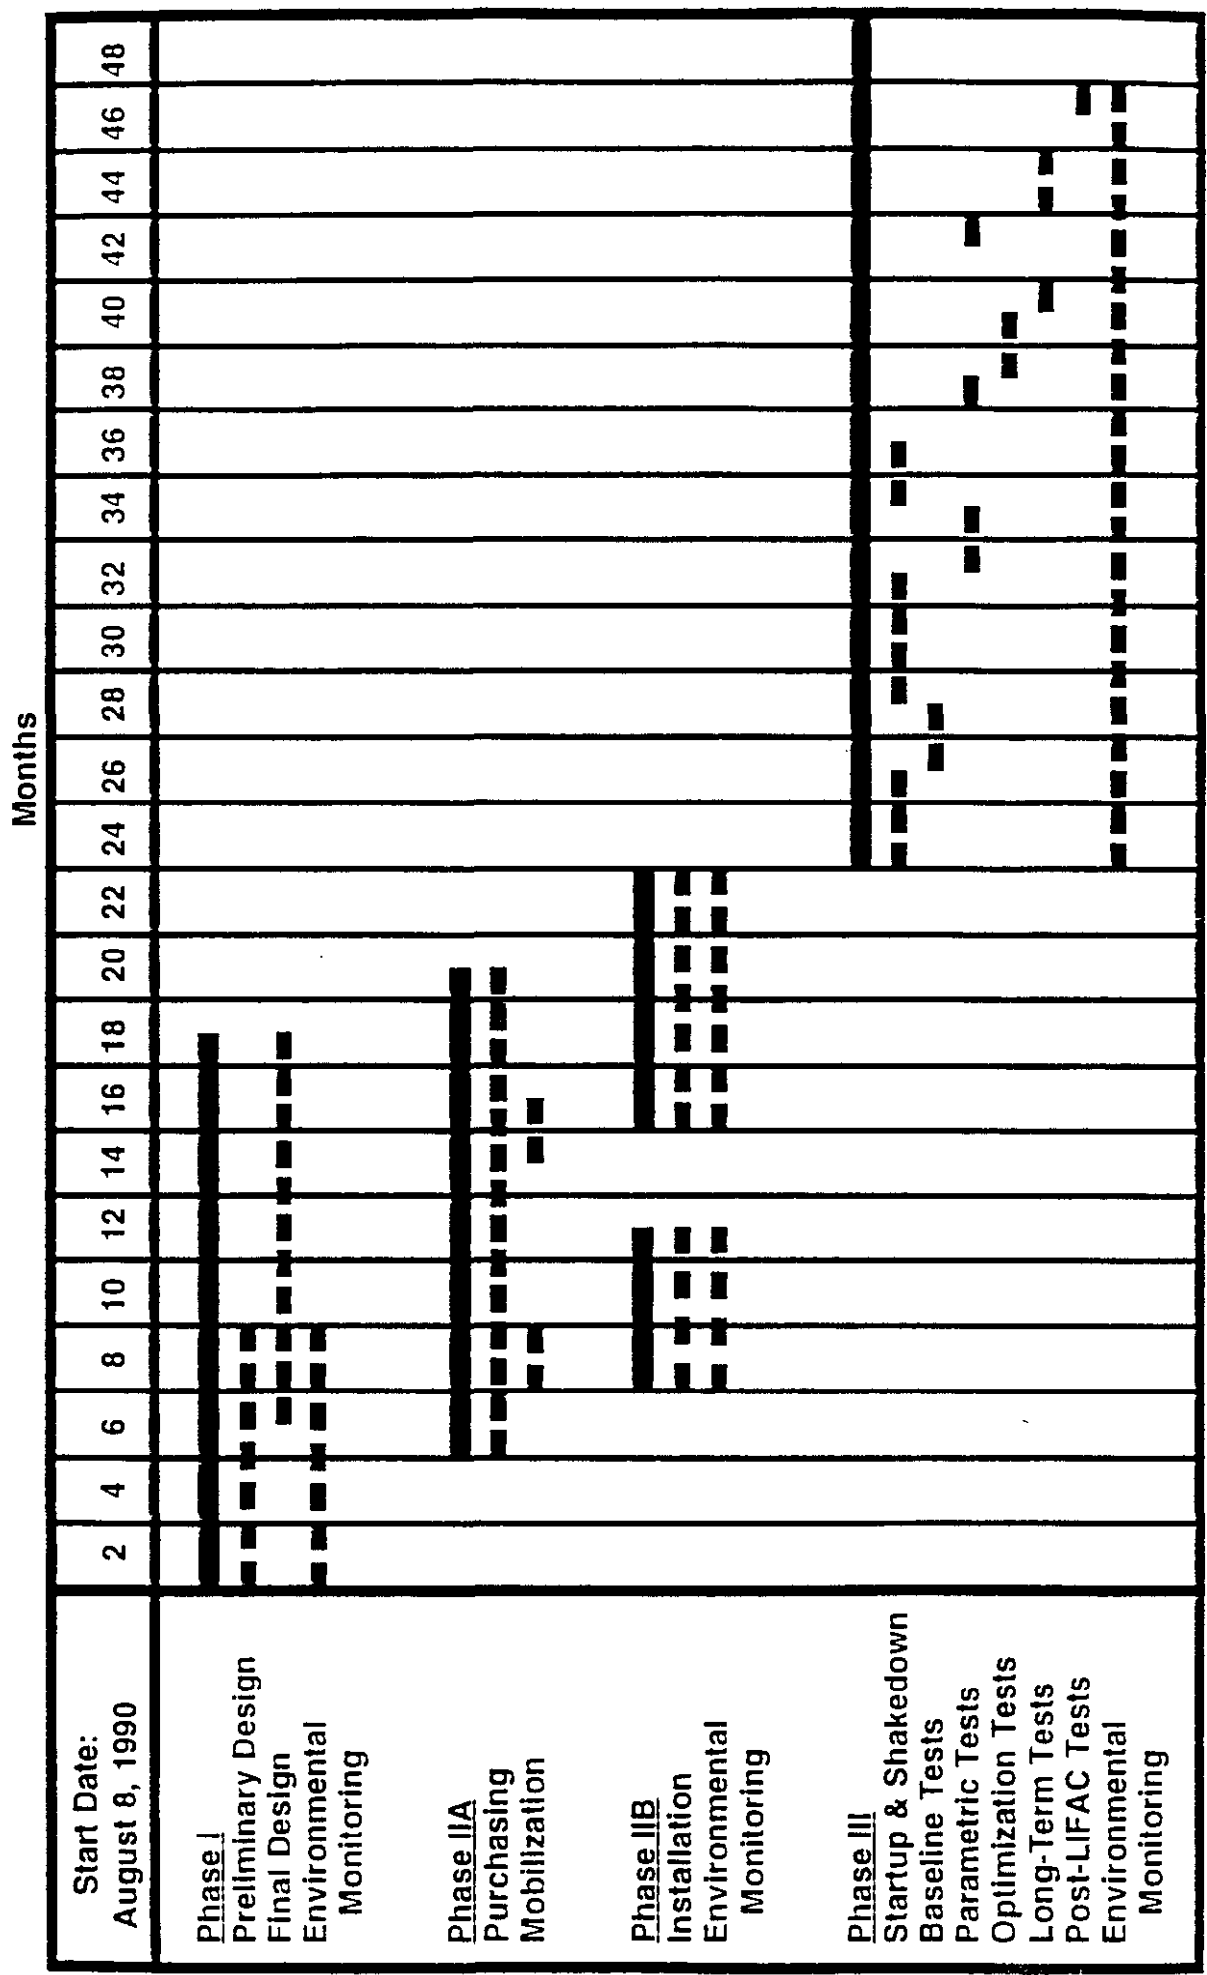 Months
Start Date:
August 8, 1990
2 4 6 8 10 12 14 16 18 20 22 24 26 28 30 32 34 36 38 40 42 44 46 48
Phase I
Preliminary Design
Final Design
Environmental
Monitoring
Phase IIA
Purchasing
Mobilization
Phase IIB
Installation
Environmental
Monitoring
Phase III
Startup & Shakedown
Baseline Tests
Parametric Tests
Optimization Tests
Long-Term Tests
Post-LIFAC Tests
Environmental
Monitoring